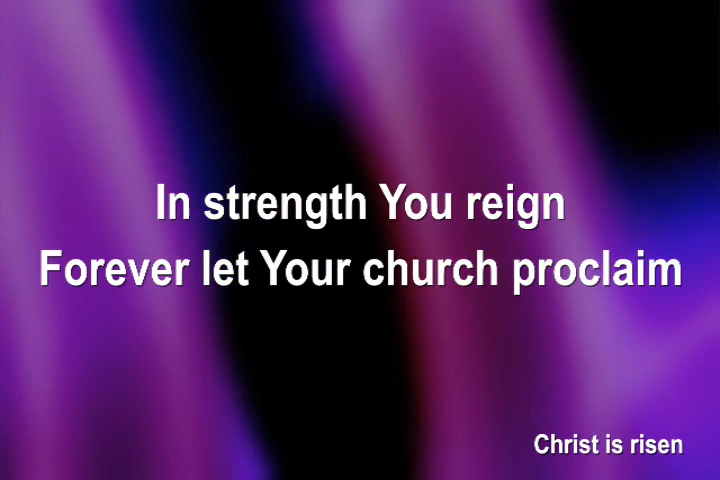 In strength You reign
Forever let Your church proclaim
Christ is risen